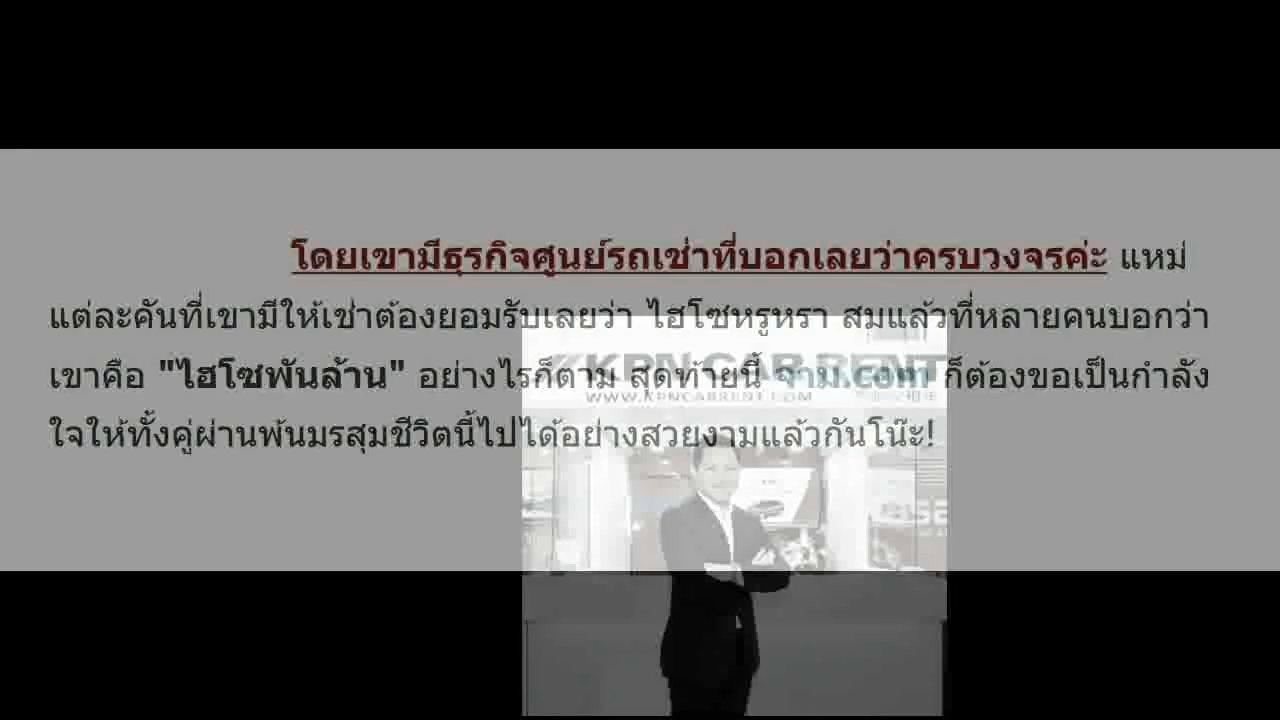 โดยเขามีธุรกิจศูนย์รถเช่าที่บอกเลยว่าครบวงจรค่ะ แหม่
แต่ละคันที่เขามีให้เช่าต้องยอมรับเลยว่า ไฮโซหรูหรา สมแล้วที่หลายคนบอกว่า
เขาคือ "ไฮโซพันล้าน" อย่างไรก็ตาม สุดท้ายนี้ จาม.com ก็ต้องขอเป็นกำลัง
ใจให้ทั้งคู่ผ่านพ้นมรสุมชีวิตนี้ไปได้อย่างสวยงามแล้วกันโน๊ะ!
KPN CAR RENT
WWW.KPNCARRENT.COM